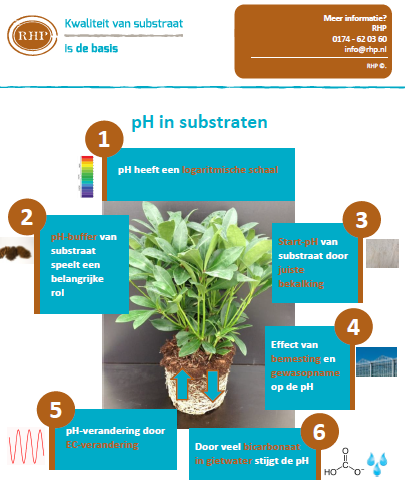 RHP
Kwaliteit van substraat
is de basis
Meer informatie?
RHP
0174 - 62 03 60
info@rhp.nl
RHP ©.
pH in substraten
1
pH heeft een logaritmische schaal
2
pH buffer van
substraat
speelt een
belangrijke
rol
3
Start-pH van
substraat door
juiste
bekalking
4
Effect van
bemesting en
gewasopname
op de pH
5
pH-verandering door
EC verandering
6
Door veel bicarbonaat
in gietwater stijgt de pH
O
HO
O⁻